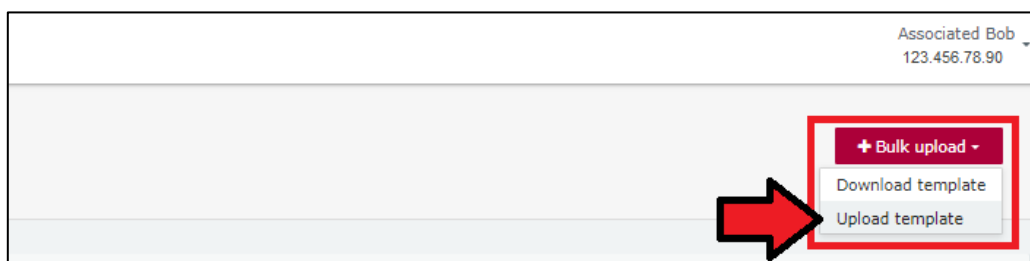 Associated Bob
123.456.78.90
+ Bulk upload
Download template
Upload template